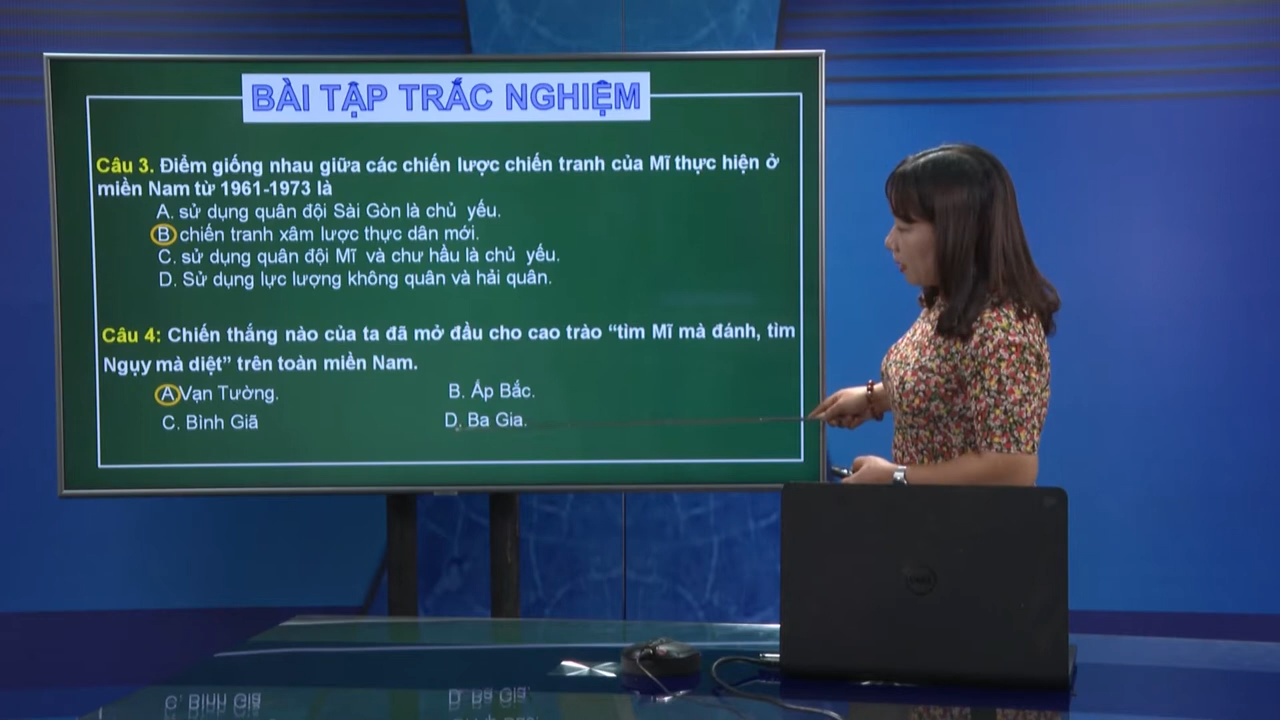 BÀI TẬP TRẮC NGHIỆM
Câu 3. Điểm giống nhau giữa các chiến lược chiến tranh của Mĩ thực hiện ở
miền Nam từ 1961-1973 là
A. sử dụng quân đội Sài Gòn là chủ yếu.
B chiến tranh xâm lược thực dân mới.
C. sử dụng quân đội Mĩ và chư hầu là chủ yếu.
D. Sử dụng lực lượng không quân và hải quân.
Câu 4: Chiến thắng nào của ta đã mở đầu cho cao trào “tìm Mĩ mà đánh, tìm
Ngụy mà diệt” trên toàn miền Nam.
A Vạn Tường. B. Ấp Bắc.
C. Bình Giã D. Ba Gia.
DELL